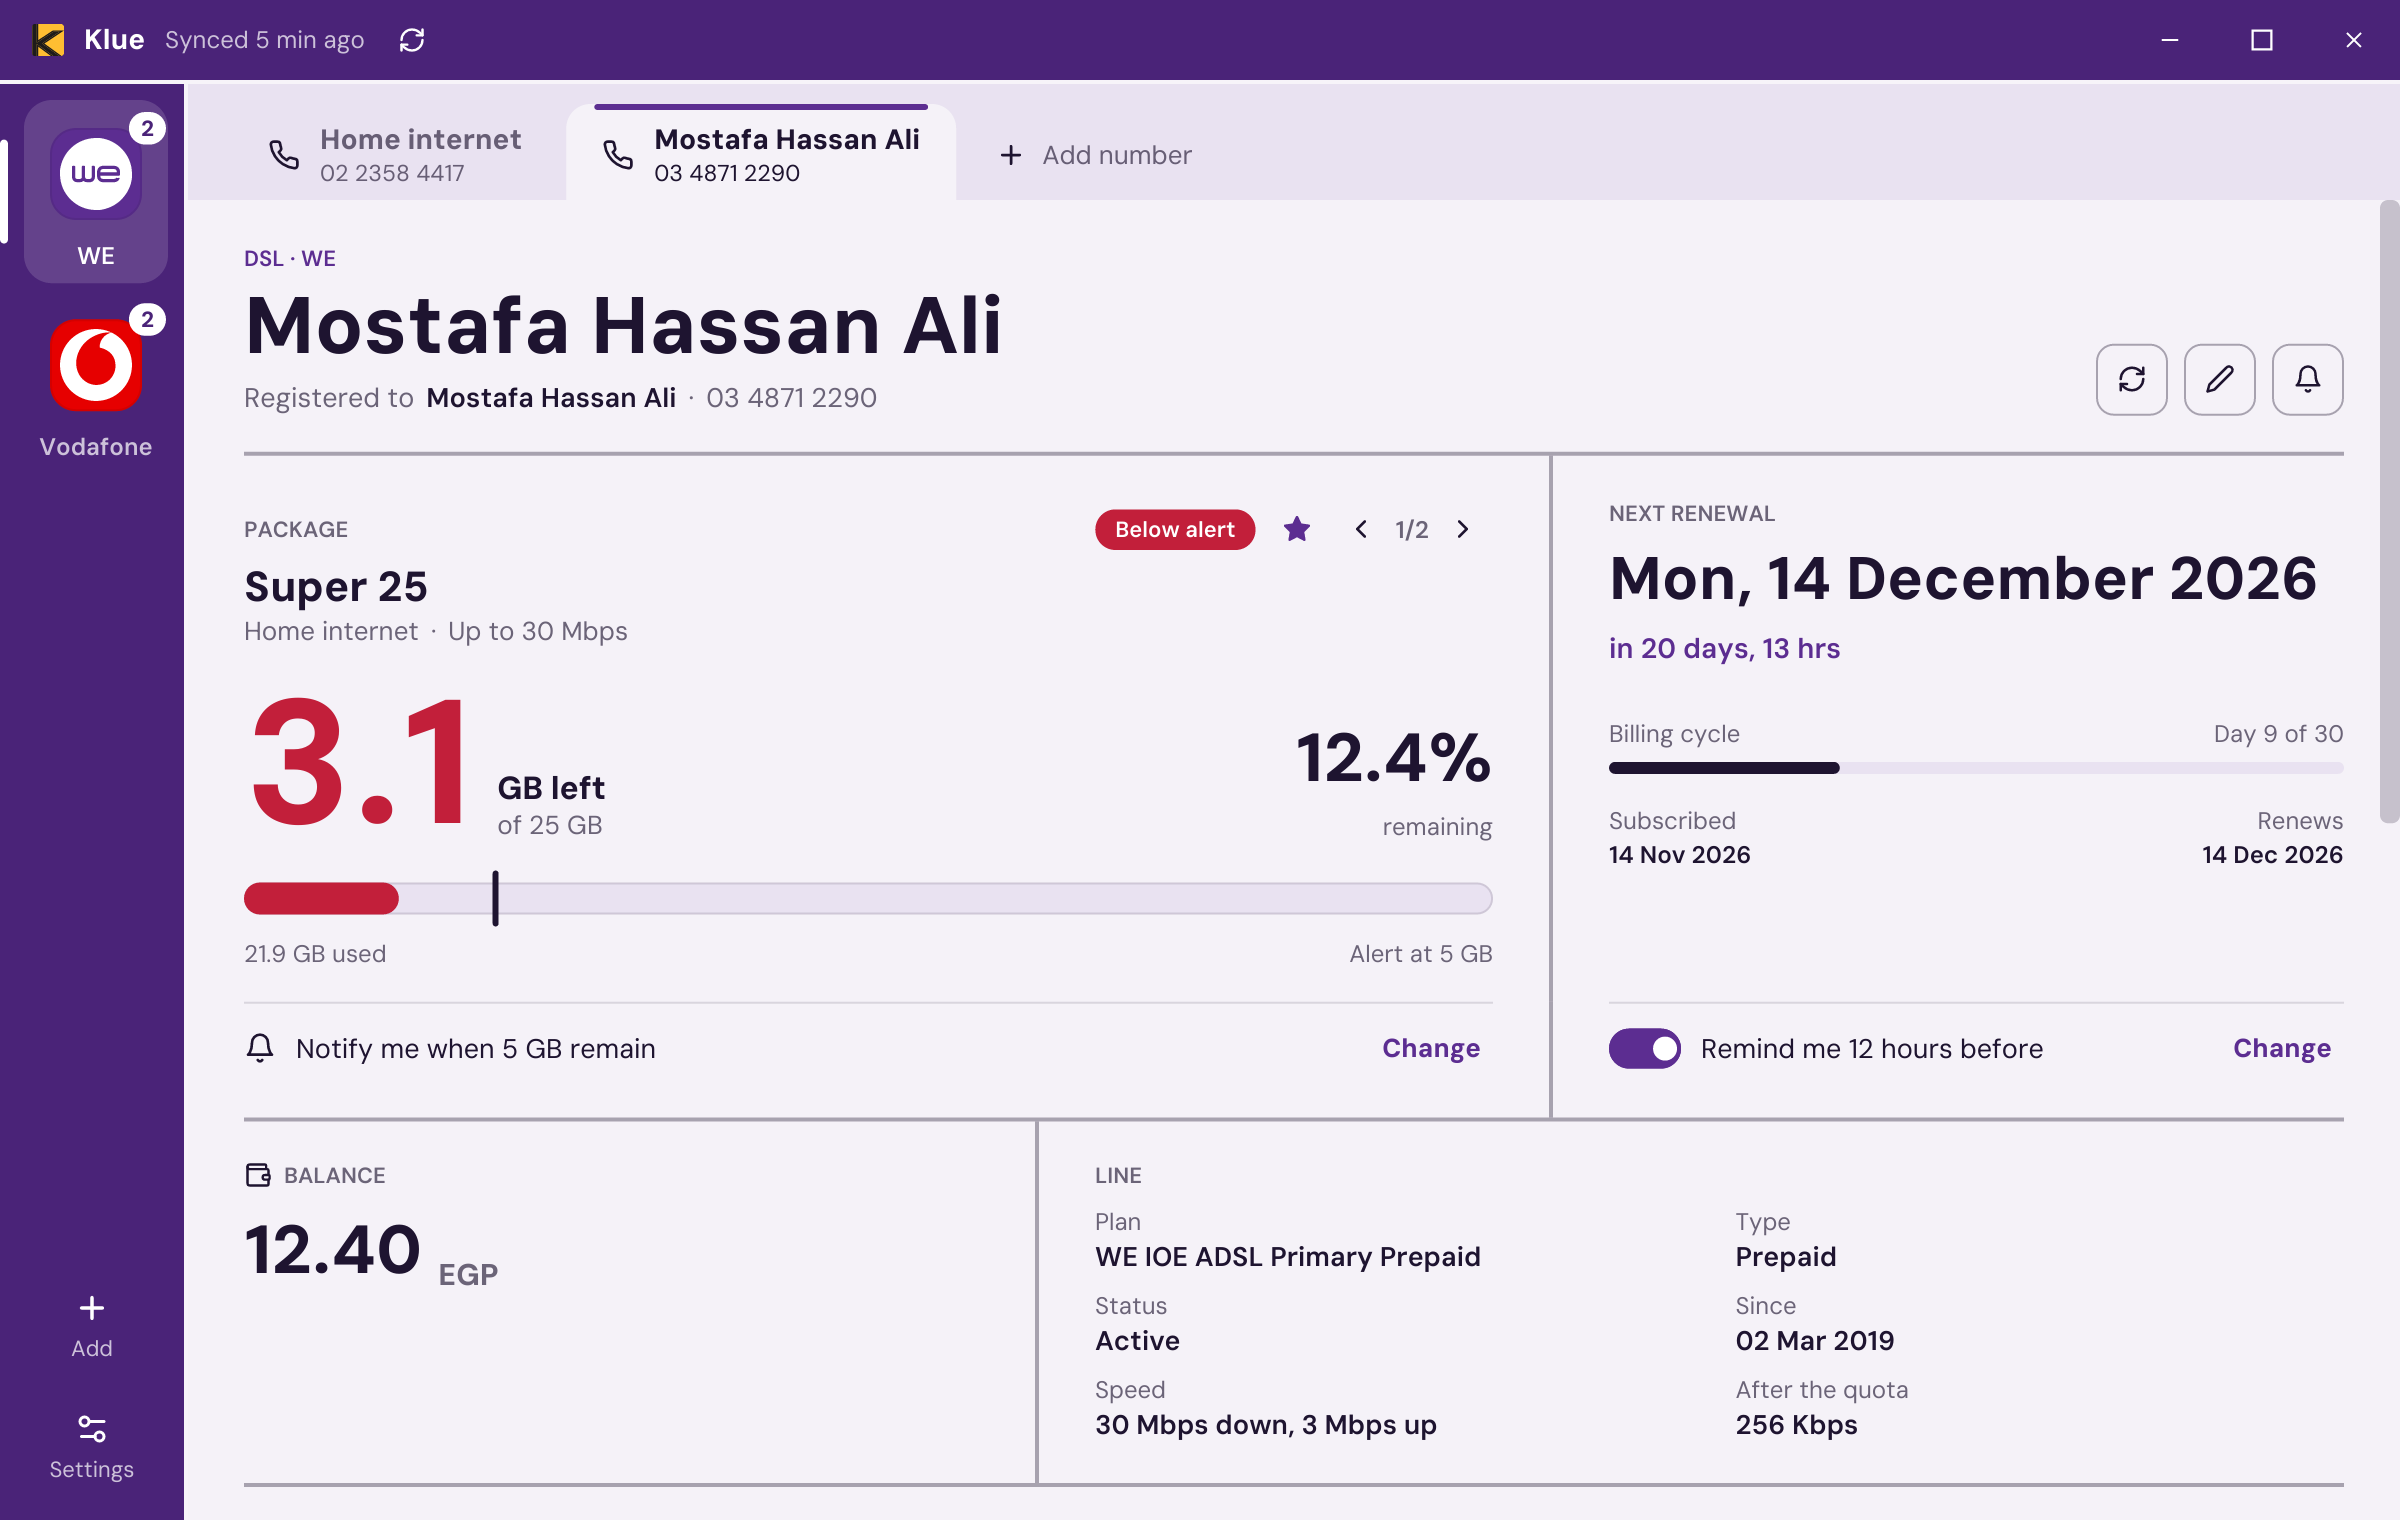 Klue Synced 5 min ago
2
we
WE
2
Vodafone
Add
Settings
Home internet
02 2358 4417
Mostafa Hassan Ali
03 4871 2290
Add number
DSL · WE
Mostafa Hassan Ali
Registered to Mostafa Hassan Ali · 03 4871 2290
PACKAGE
Below alert
1/2
Super 25
Home internet · Up to 30 Mbps
3.1
GB left
of 25 GB
12.4%
remaining
21.9 GB used
Alert at 5 GB
Notify me when 5 GB remain
Change
NEXT RENEWAL
Mon, 14 December 2026
in 20 days, 13 hrs
Billing cycle
Day 9 of 30
Subscribed
14 Nov 2026
Renews
14 Dec 2026
Remind me 12 hours before
Change
BALANCE
12.40 EGP
LINE
Plan
WE IOE ADSL Primary Prepaid
Type
Prepaid
Status
Active
Since
02 Mar 2019
Speed
30 Mbps down, 3 Mbps up
After the quota
256 Kbps